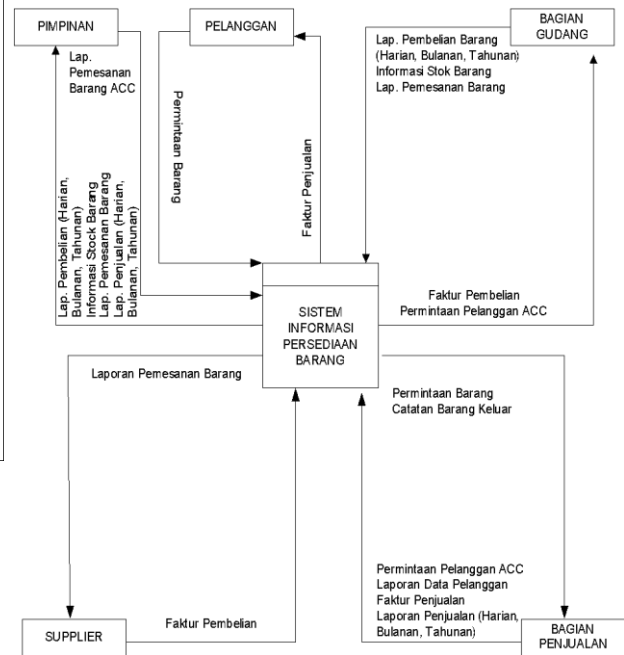 PIMPINAN
PELANGGAN
BAGIAN
GUDANG
Lap.
Pemesanan
Barang ACC
Permintaan Barang
Faktur Penjualan
Lap. Pembelian Barang
(Harian, Bulanan, Tahunan)
Informasi Stok Barang
Lap. Pemesanan Barang
Lap. Pembelian (Harian,
Bulanan, Tahunan)
Informasi Stock Barang
Lap. Pemesanan Barang
Lap. Penjualan (Harian,
Bulanan, Tahunan)
SISTEM
INFORMASI
PERSEDIAAN
BARANG
Faktur Pembelian
Permintaan Pelanggan ACC
Laporan Pemesanan Barang
Permintaan Barang
Catatan Barang Keluar
Permintaan Pelanggan ACC
Laporan Data Pelanggan
Faktur Penjualan
Laporan Penjualan (Harian,
Bulanan, Tahunan)
SUPPLIER
Faktur Pembelian
BAGIAN
PENJUALAN